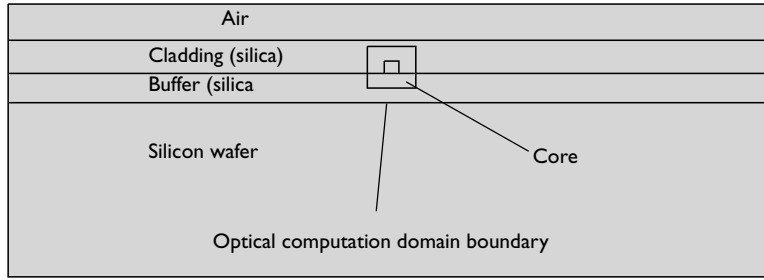 Air
Cladding (silica)
Buffer (silica
Silicon wafer
Core
Optical computation domain boundary